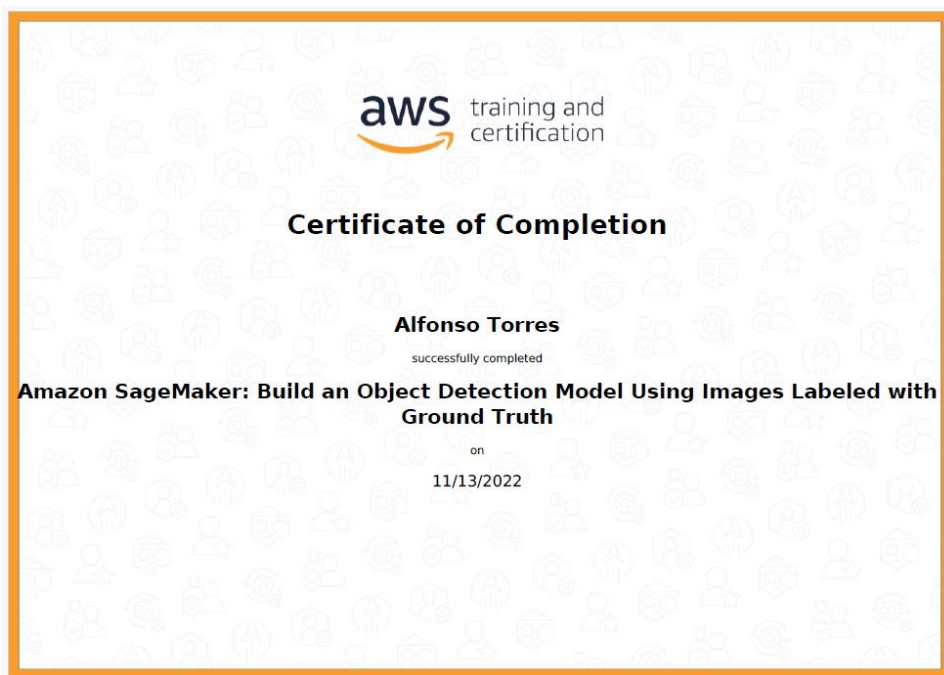 aws training and
certification
Certificate of Completion
Alfonso Torres
successfully completed
Amazon SageMaker: Build an Object Detection Model Using Images Labeled with
Ground Truth
on
11/13/2022